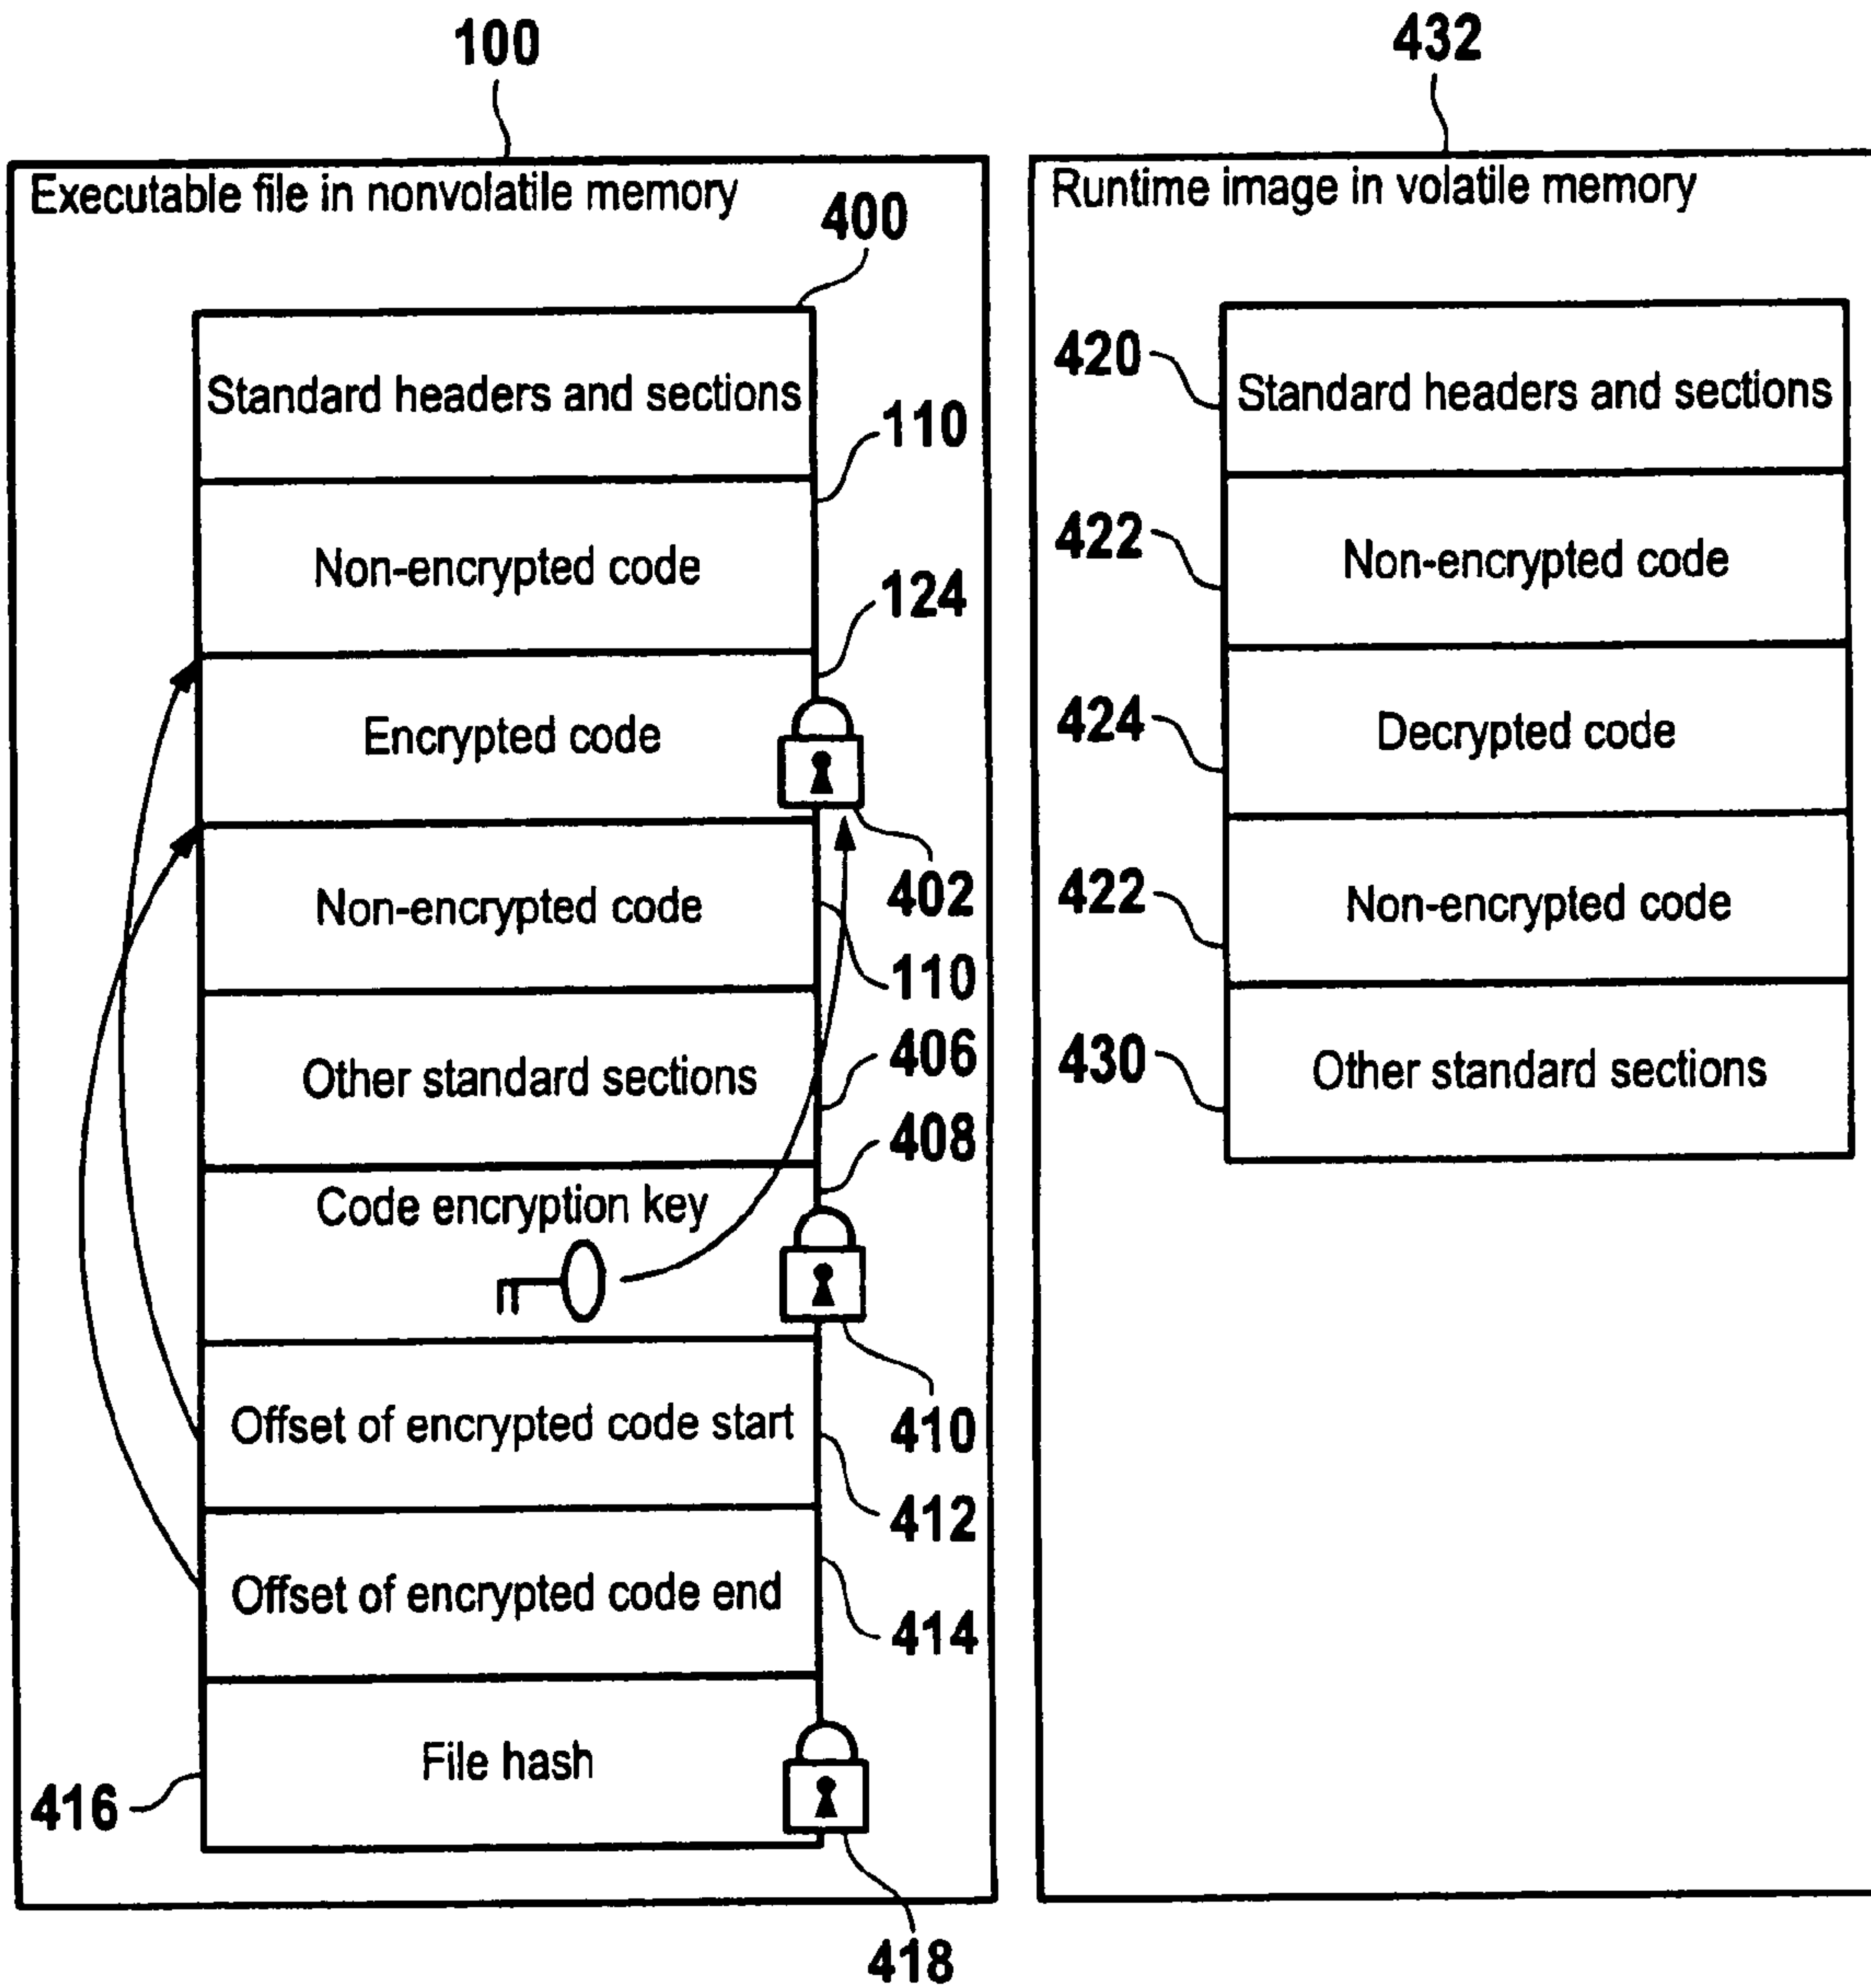 100
Executable file in nonvolatile memory
400
Standard headers and sections
110
Non-encrypted code
124
Encrypted code
402
Non-encrypted code
110
Other standard sections
406
408
Code encryption key
410
Offset of encrypted code start
412
Offset of encrypted code end
414
File hash
416
418
432
Runtime image in volatile memory
420
Standard headers and sections
422
Non-encrypted code
424
Decrypted code
422
Non-encrypted code
430
Other standard sections